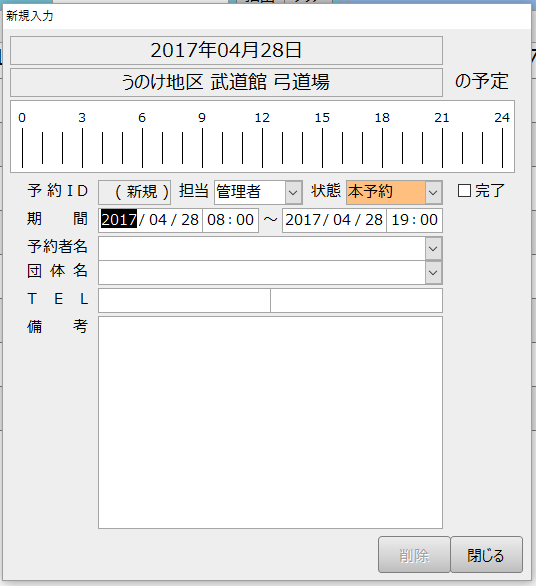 新規入力
2017年04月28日
うのけ地区 武道館 弓道場 の予定
0 3 6 9 12 15 18 21 24
予約ID (新規) 担当 管理者 状態 本予約 完了
期 間 2017/ 04 / 28 08:00 ～ 2017/ 04 / 28 19:00
予約者名
団体名
TEL
備 考
削除 閉じる